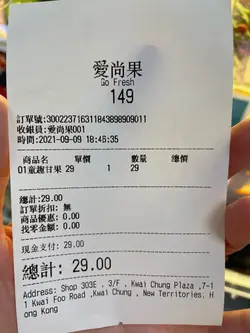 愛尚果
Go Fresh
149
訂單號:300223716311843898909011
收銀員:愛尚果001
時間:2021-09-09 18:46:35
商品名 單價 數量 總價
01童趣甘果 29 1 29
總計:29.00
訂單折扣: 無
商品優惠: 0.00
找零金額: 0.00
現金支付: 29.00
總計: 29.00
Address: Shop 303E , 3/F , Kwai Chung Plaza ,7-1
1 Kwai Foo Road ,Kwai Chung , New Territories, H
ong Kong